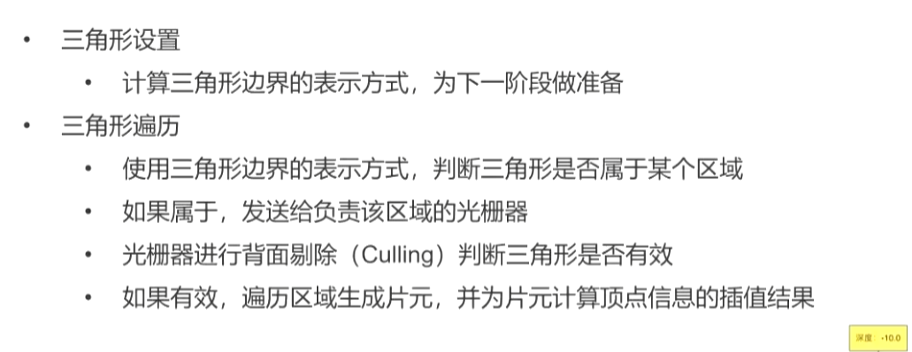 • 三角形设置
• 计算三角形边界的表示方式，为下一阶段做准备
• 三角形遍历
• 使用三角形边界的表示方式，判断三角形是否属于某个区域
• 如果属于，发送给负责该区域的光栅器
• 光栅器进行背面剔除（Culling）判断三角形是否有效
• 如果有效，遍历区域生成片元，并为片元计算顶点信息的插值结果
深度：-10.0